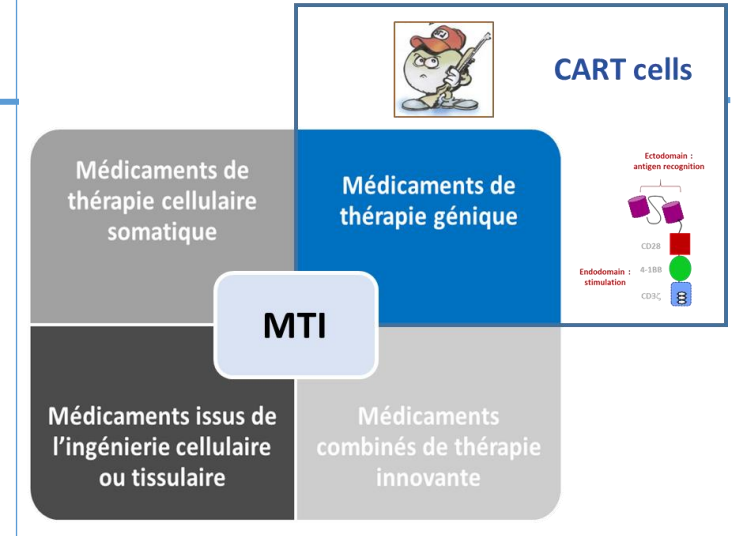 CART cells
Médicaments de
thérapie cellulaire
somatique
Médicaments de
thérapie génique
Ectodomain :
antigen recognition
CD28
Endodomain :
stimulation
4-1BB
CD3ζ
MTI
Médicaments issus de
l'ingénierie cellulaire
ou tissulaire
Médicaments
combinés de thérapie
innovante